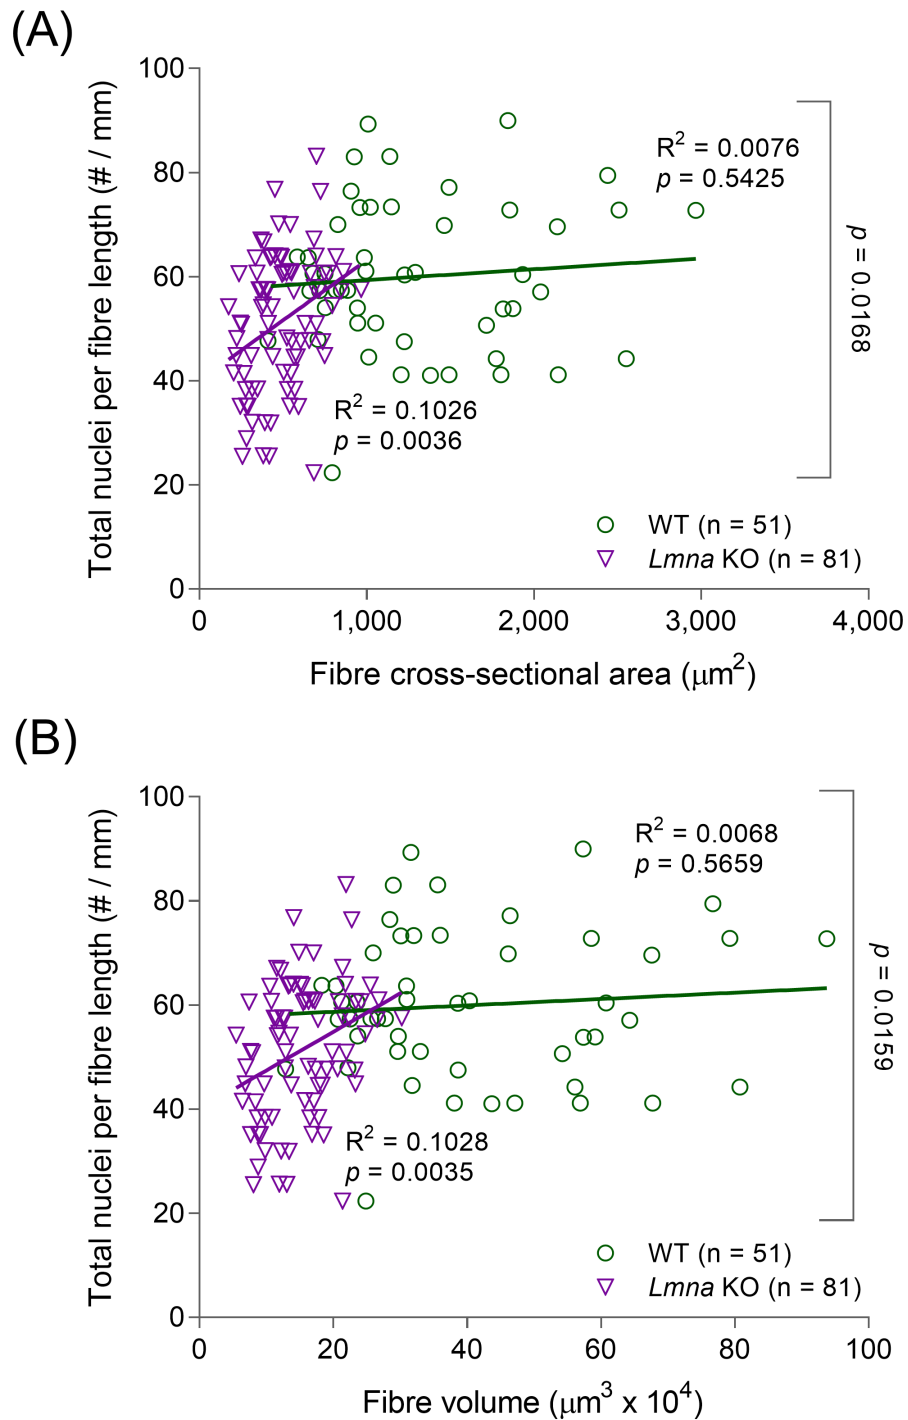 (A)
Total nuclei per fibre length (# / mm)
100
80
60
40
20
0
R² = 0.0076
p = 0.5425
p = 0.0168
R² = 0.1026
p = 0.0036
WT (n = 51)
Lmna KO (n = 81)
0 1,000 2,000 3,000 4,000
Fibre cross-sectional area (μm²)
(B)
Total nuclei per fibre length (# / mm)
100
80
60
40
20
0
R² = 0.0068
p = 0.5659
p = 0.0159
R² = 0.1028
p = 0.0035
WT (n = 51)
Lmna KO (n = 81)
0 20 40 60 80 100
Fibre volume (μm³ x 10⁴)